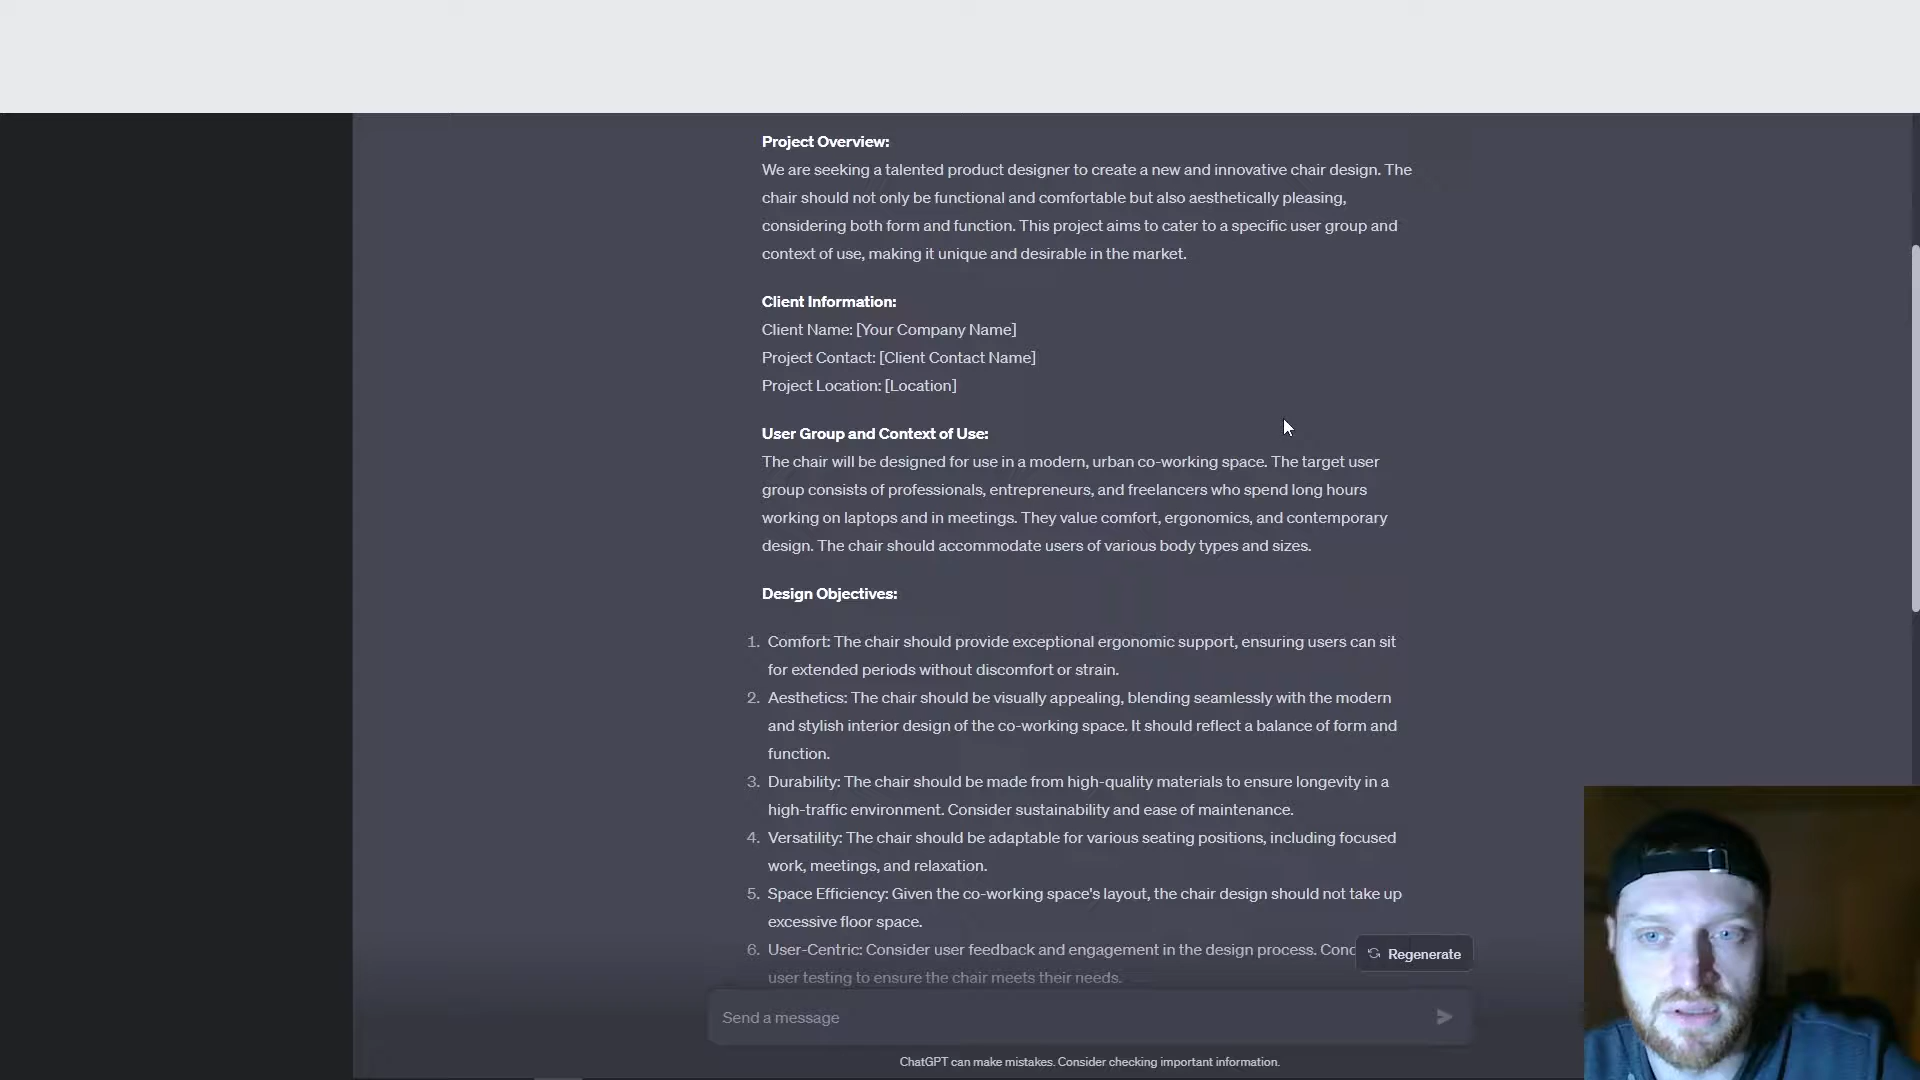 Project Overview:
We are seeking a talented product designer to create a new and innovative chair design. The
chair should not only be functional and comfortable but also aesthetically pleasing,
considering both form and function. This project aims to cater to a specific user group and
context of use, making it unique and desirable in the market.
Client Information:
Client Name: [Your Company Name]
Project Contact: [Client Contact Name]
Project Location: [Location]
User Group and Context of Use:
The chair will be designed for use in a modern, urban co-working space. The target user
group consists of professionals, entrepreneurs, and freelancers who spend long hours
working on laptops and in meetings. They value comfort, ergonomics, and contemporary
design. The chair should accommodate users of various body types and sizes.
Design Objectives:
1. Comfort: The chair should provide exceptional ergonomic support, ensuring users can sit
for extended periods without discomfort or strain.
2. Aesthetics: The chair should be visually appealing, blending seamlessly with the modern
and stylish interior design of the co-working space. It should reflect a balance of form and
function.
3. Durability: The chair should be made from high-quality materials to ensure longevity in a
high-traffic environment. Consider sustainability and ease of maintenance.
4. Versatility: The chair should be adaptable for various seating positions, including focused
work, meetings, and relaxation.
5. Space Efficiency: Given the co-working space's layout, the chair design should not take up
excessive floor space.
6. User-Centric: Consider user feedback and engagement in the design process.
user testing to ensure the chair meets their needs.
Regenerate
Send a message
ChatGPT can make mistakes. Consider checking important information.